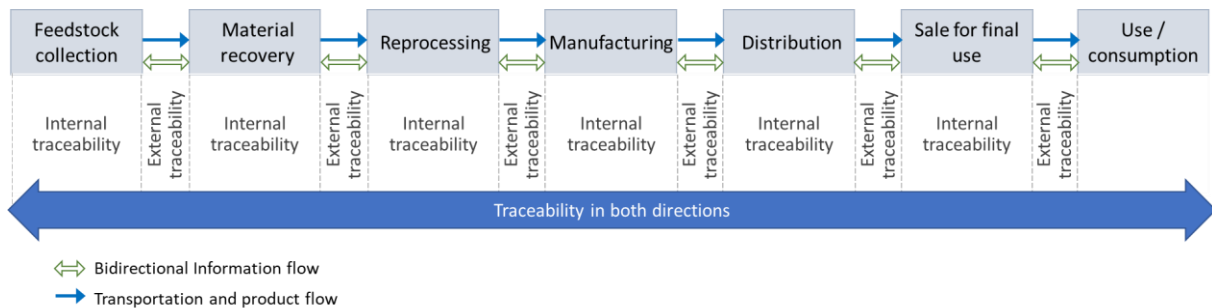 Feedstock
collection
Material
recovery
Reprocessing
Manufacturing
Distribution
Sale for final
use
Use /
consumption
Internal
traceability
External
traceability
Internal
traceability
External
traceability
Internal
traceability
External
traceability
Internal
traceability
External
traceability
Internal
traceability
External
traceability
Internal
traceability
External
traceability
Traceability in both directions
Bidirectional Information flow
Transportation and product flow